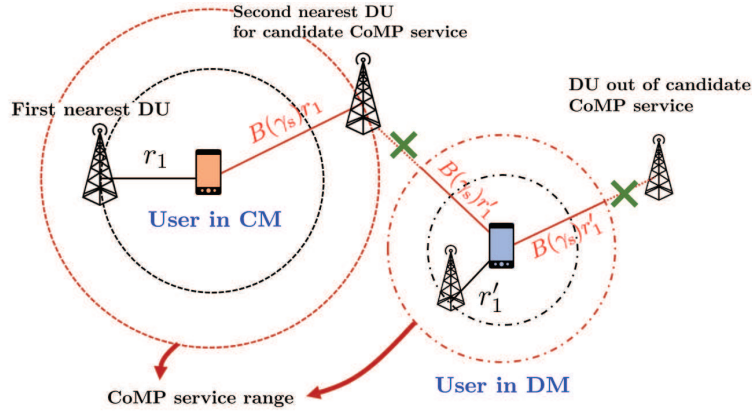 Second nearest DU
for candidate CoMP service
DU out of candidate
CoMP service
First nearest DU
B(γₛ)r₁
r₁
User in CM
B(γₛ)r′₁
B(γₛ)r′₁
r′₁
User in DM
CoMP service range